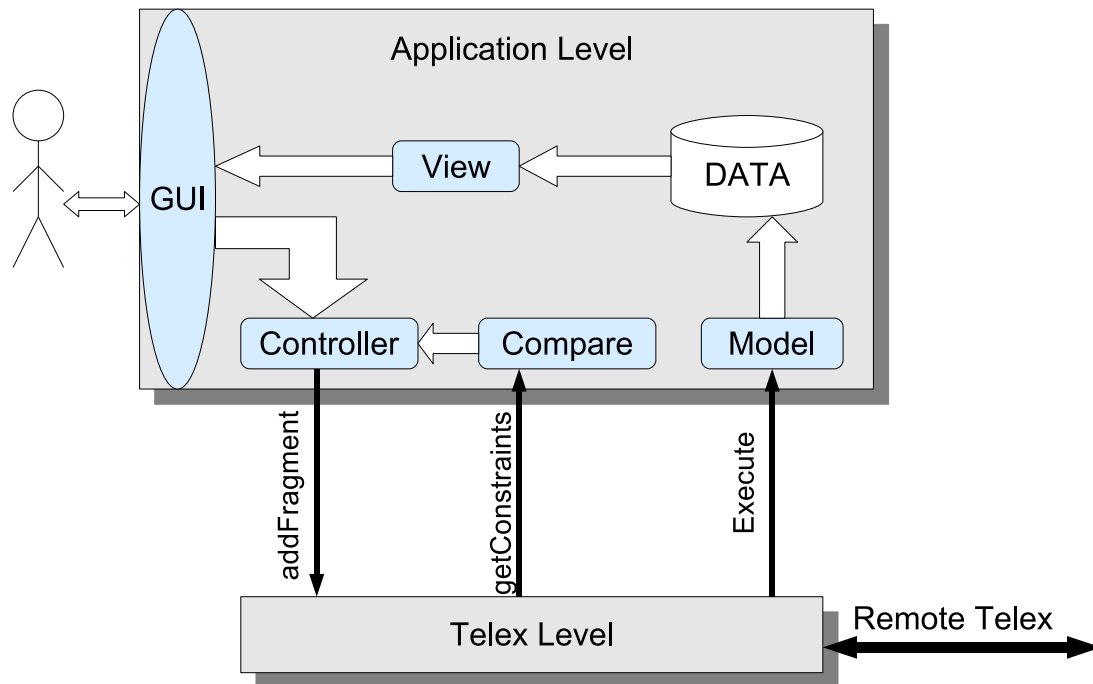 Application Level
View
DATA
GUI
Controller
Compare
Model
addFragment
getConstraints
Execute
Telex Level
Remote Telex